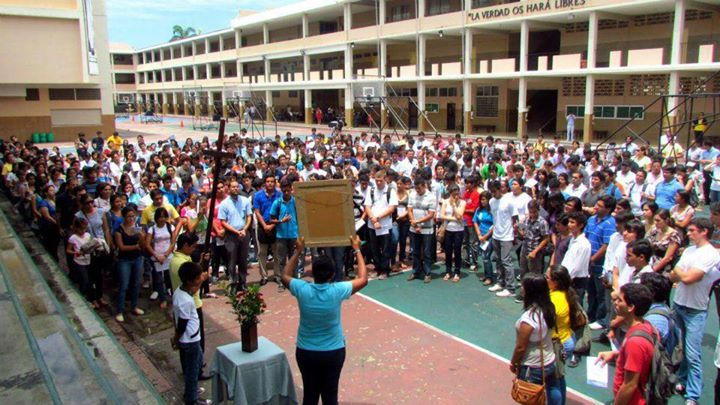 "LA VERDAD OS HARÁ LIBRES"